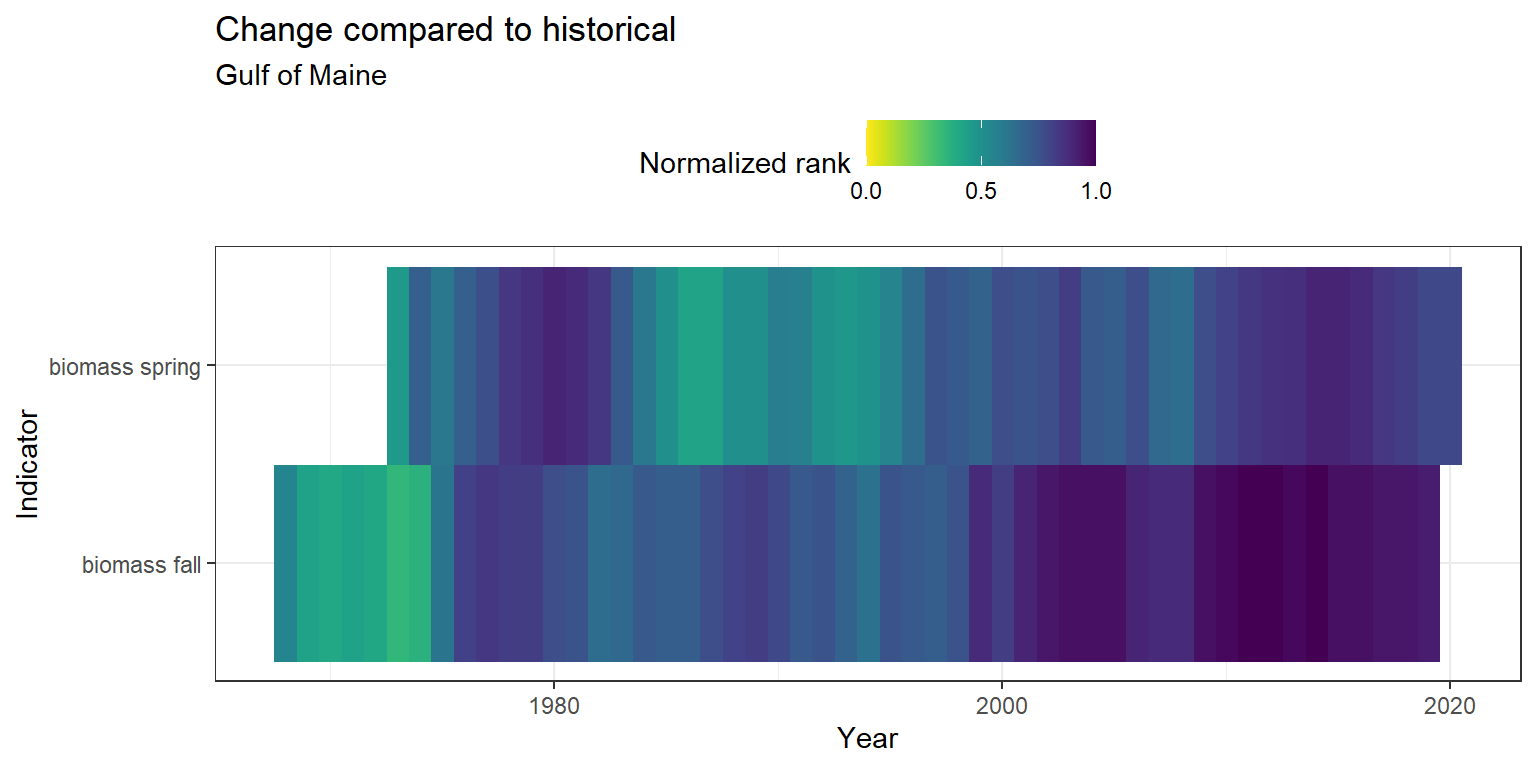 Change compared to historical
Gulf of Maine
Normalized rank
0.0 0.5 1.0
Indicator
biomass spring
biomass fall
1980 2000 2020
Year